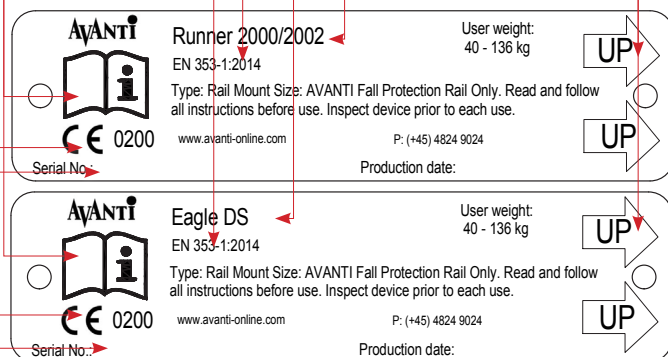 AVANTI
Runner 2000/2002
User weight:
40 - 136 kg
UP
EN 353-1:2014
Type: Rail Mount Size: AVANTI Fall Protection Rail Only. Read and follow
all instructions before use. Inspect device prior to each use.
i
CE 0200
www.avanti-online.com
P: (+45) 4824 9024
UP
Serial No.:
Production date:
AVANTI
Eagle DS
User weight:
40 - 136 kg
UP
EN 353-1:2014
Type: Rail Mount Size: AVANTI Fall Protection Rail Only. Read and follow
all instructions before use. Inspect device prior to each use.
i
CE 0200
www.avanti-online.com
P: (+45) 4824 9024
UP
Serial No.:
Production date: